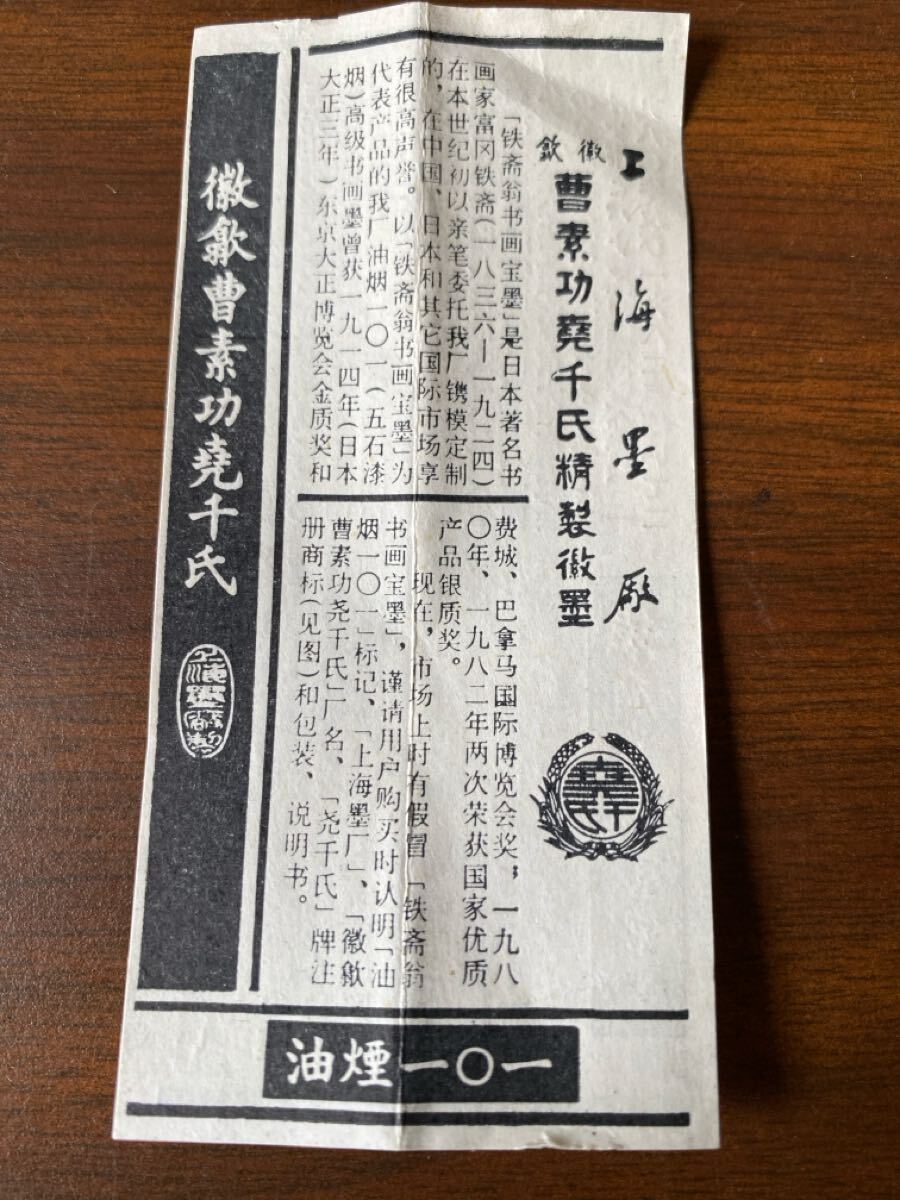 上海墨厰
徽歙
曹素功堯千氏精製徽墨
堯千氏
「铁斋翁书画宝墨」是日本著名书
画家富冈铁斋(一八三六—一九二四)
在本世纪初以亲笔委托我厂镌模定制
的，在中国、日本和其它国际市场享
有很高声誉。以「铁斋翁书画宝墨」为
代表产品的我厂油烟一〇一(五石漆
烟)高级书画墨曾获一九一四年(日本
大正三年)东京大正博览会金质奖和
费城、巴拿马国际博览会奖，一九八
〇年、一九八二年两次荣获国家优质
产品银质奖。
现在，市场上时有假冒「铁斋翁
书画宝墨」，谨请用户购买时认明「油
烟一〇一」标记、「上海墨厂」、「徽歙
曹素功尧千氏」厂名、「尧千氏」牌注
册商标(见图)和包装、说明书。
徽歙曹素功堯千氏
油煙一〇一